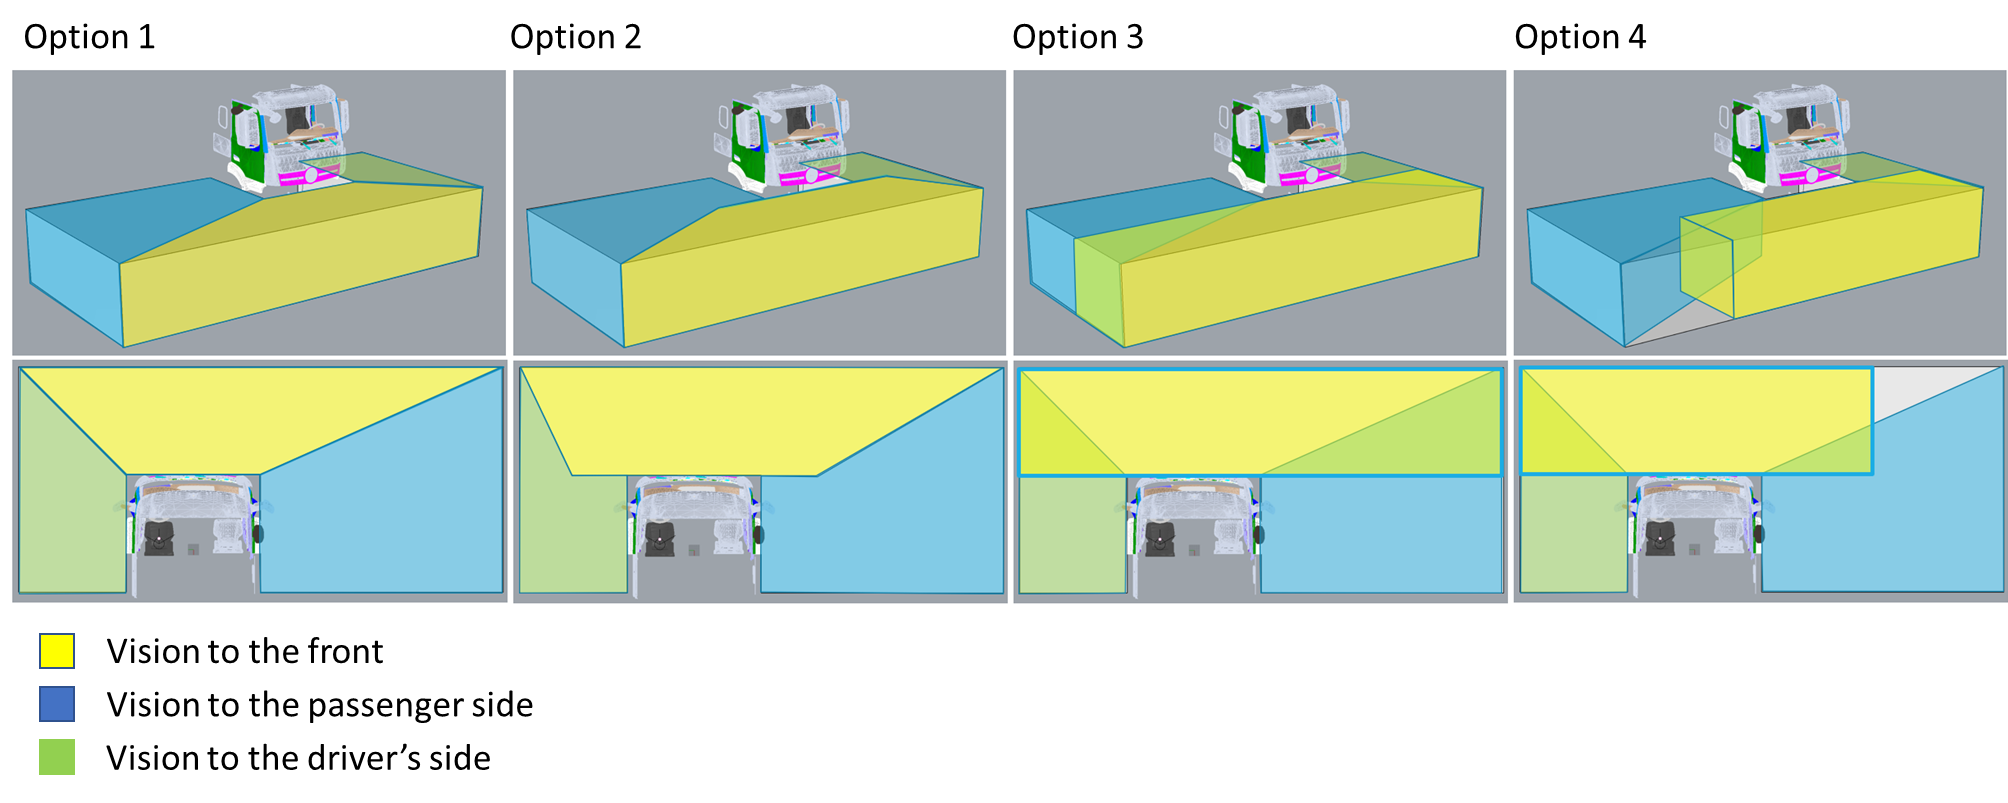 Option 1
Option 2
Option 3
Option 4
Vision to the front
Vision to the passenger side
Vision to the driver's side